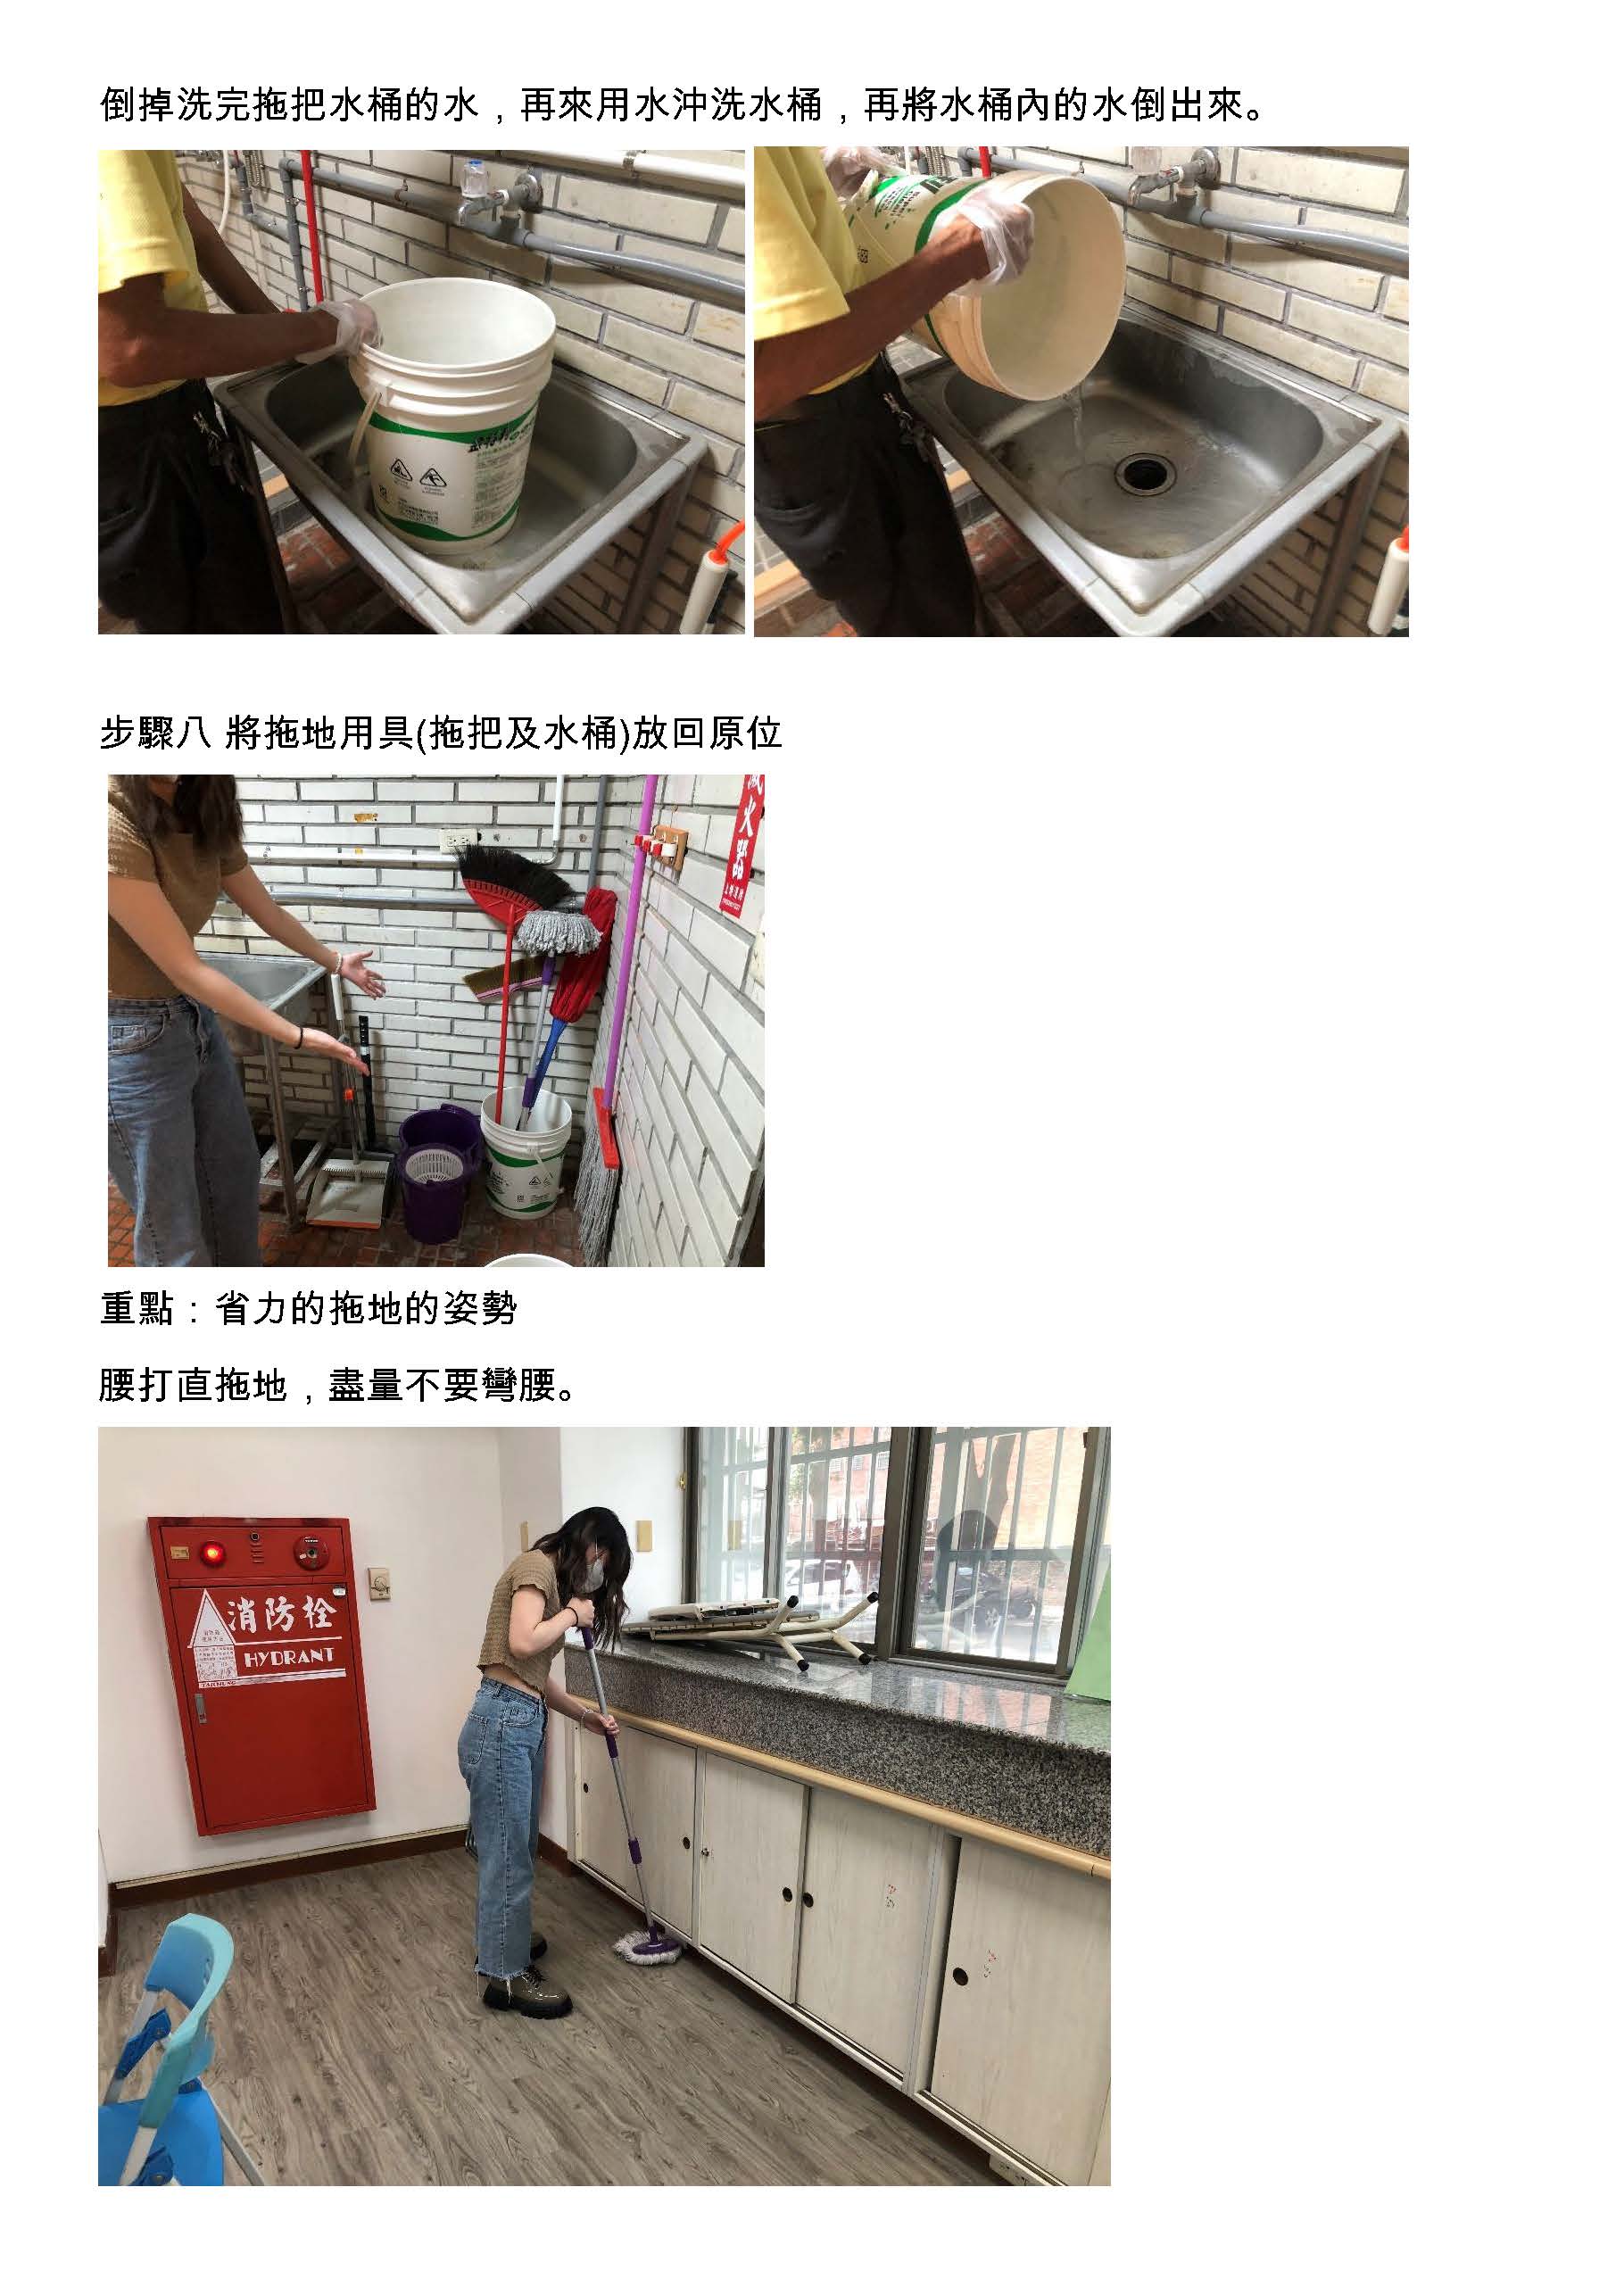 倒掉洗完拖把水桶的水，再來用水沖洗水桶，再將水桶內的水倒出來。
步驟八 將拖地用具(拖把及水桶)放回原位
火器
重點：省力的拖地的姿勢
腰打直拖地，盡量不要彎腰。
消防栓
HYDRANT